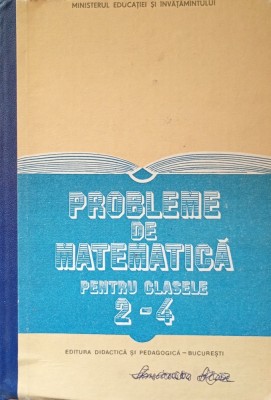 MINISTERUL EDUCAȚIEI ȘI ÎNVĂȚĂMÎNTULUI
PROBLEME
DE
MATEMATICĂ
PENTRU CLASELE
2-4
EDITURA DIDACTICĂ ȘI PEDAGOGICĂ – BUCUREȘTI